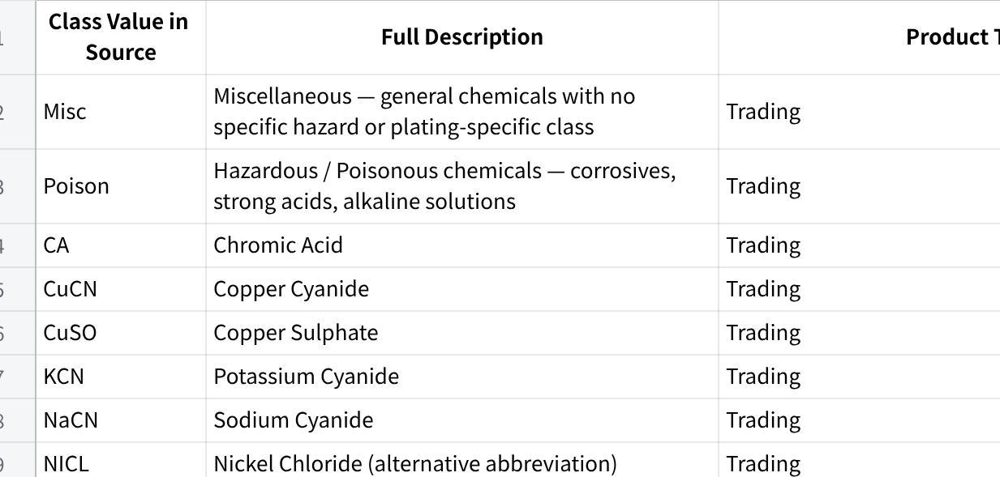 1 Class Value in
Source Full Description Product T
2 Misc Miscellaneous — general chemicals with no
specific hazard or plating-specific class Trading
3 Poison Hazardous / Poisonous chemicals — corrosives,
strong acids, alkaline solutions Trading
4 CA Chromic Acid Trading
5 CuCN Copper Cyanide Trading
6 CuSO Copper Sulphate Trading
7 KCN Potassium Cyanide Trading
8 NaCN Sodium Cyanide Trading
9 NICL Nickel Chloride (alternative abbreviation) Trading